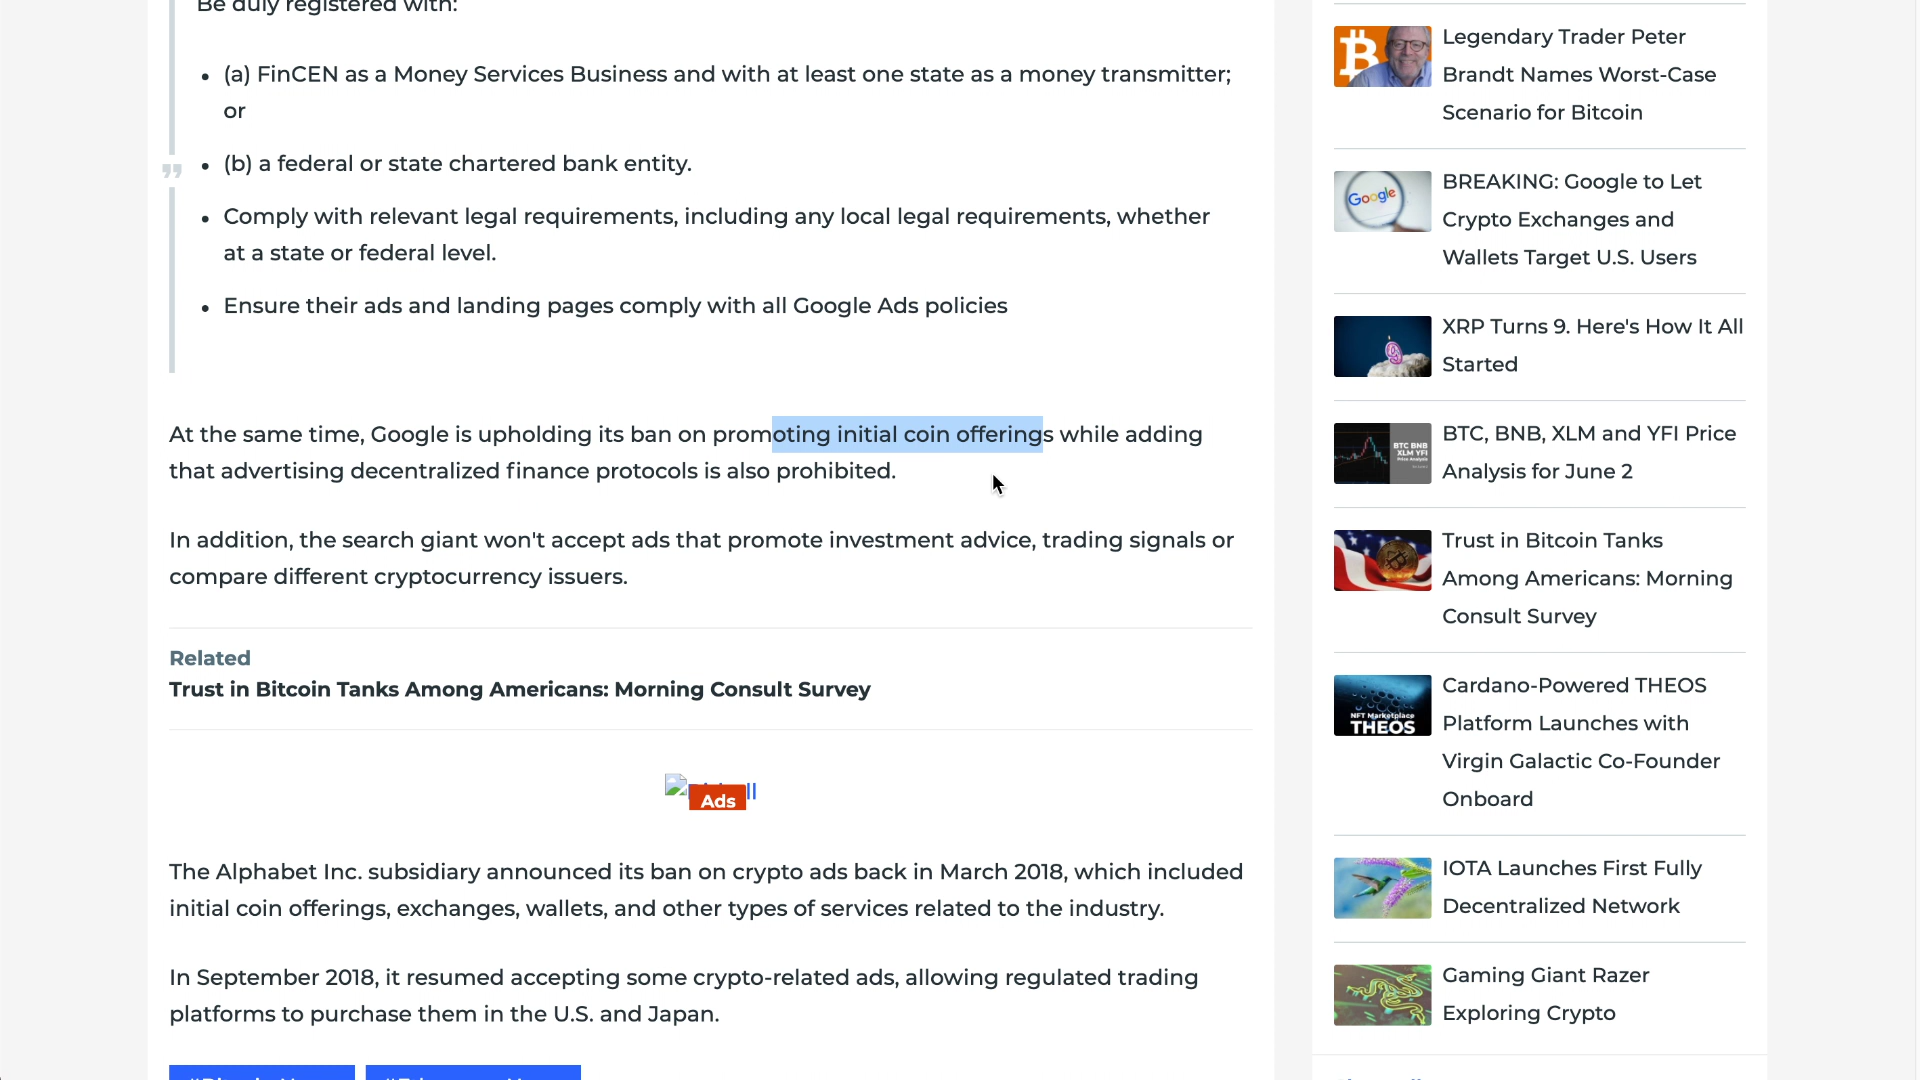 Be duly registered with:
• (a) FinCEN as a Money Services Business and with at least one state as a money transmitter;
or
• (b) a federal or state chartered bank entity.
• Comply with relevant legal requirements, including any local legal requirements, whether
at a state or federal level.
• Ensure their ads and landing pages comply with all Google Ads policies
At the same time, Google is upholding its ban on promoting initial coin offerings while adding
that advertising decentralized finance protocols is also prohibited.
In addition, the search giant won't accept ads that promote investment advice, trading signals or
compare different cryptocurrency issuers.
Related
Trust in Bitcoin Tanks Among Americans: Morning Consult Survey
Ads
The Alphabet Inc. subsidiary announced its ban on crypto ads back in March 2018, which included
initial coin offerings, exchanges, wallets, and other types of services related to the industry.
In September 2018, it resumed accepting some crypto-related ads, allowing regulated trading
platforms to purchase them in the U.S. and Japan.
Legendary Trader Peter
Brandt Names Worst-Case
Scenario for Bitcoin
Google
BREAKING: Google to Let
Crypto Exchanges and
Wallets Target U.S. Users
XRP Turns 9. Here's How It All
Started
BTC BNB
XLM YFI
BTC, BNB, XLM and YFI Price
Analysis for June 2
Trust in Bitcoin Tanks
Among Americans: Morning
Consult Survey
NFT Marketplace
THEOS
Cardano-Powered THEOS
Platform Launches with
Virgin Galactic Co-Founder
Onboard
IOTA Launches First Fully
Decentralized Network
Gaming Giant Razer
Exploring Crypto